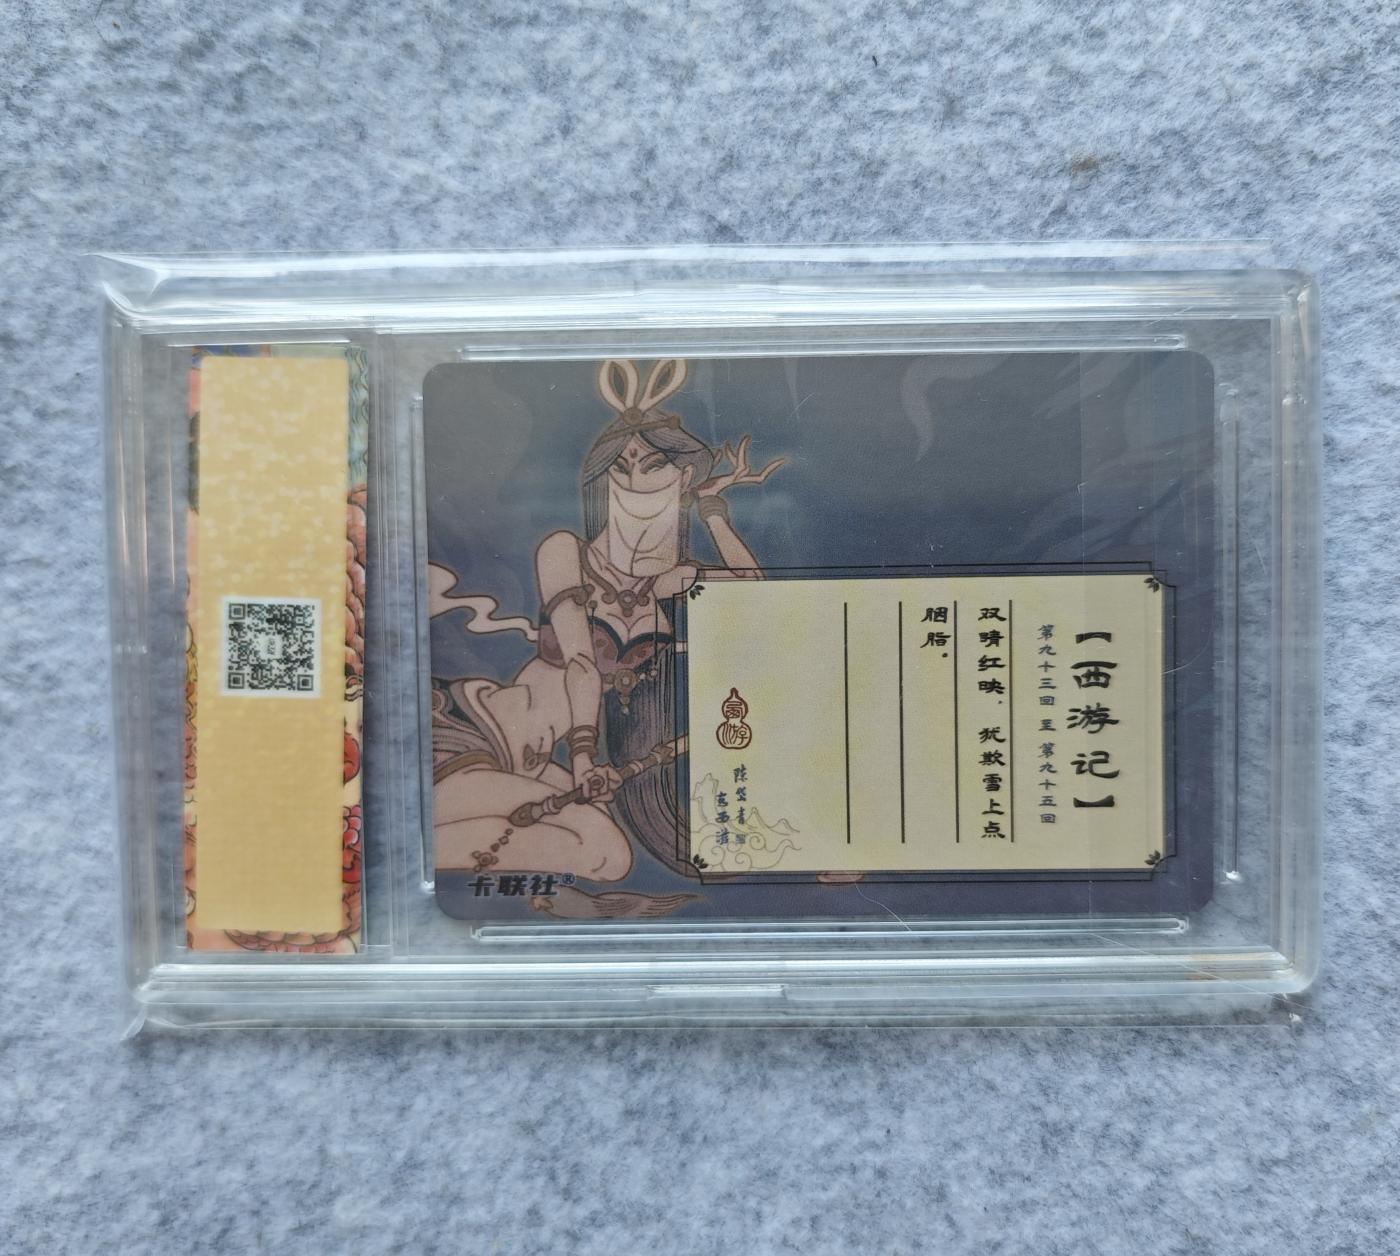 【西游记】
第九十三回 至 第九十五回
双晴红映，犹欺雪上点
胭脂。
卡联社®